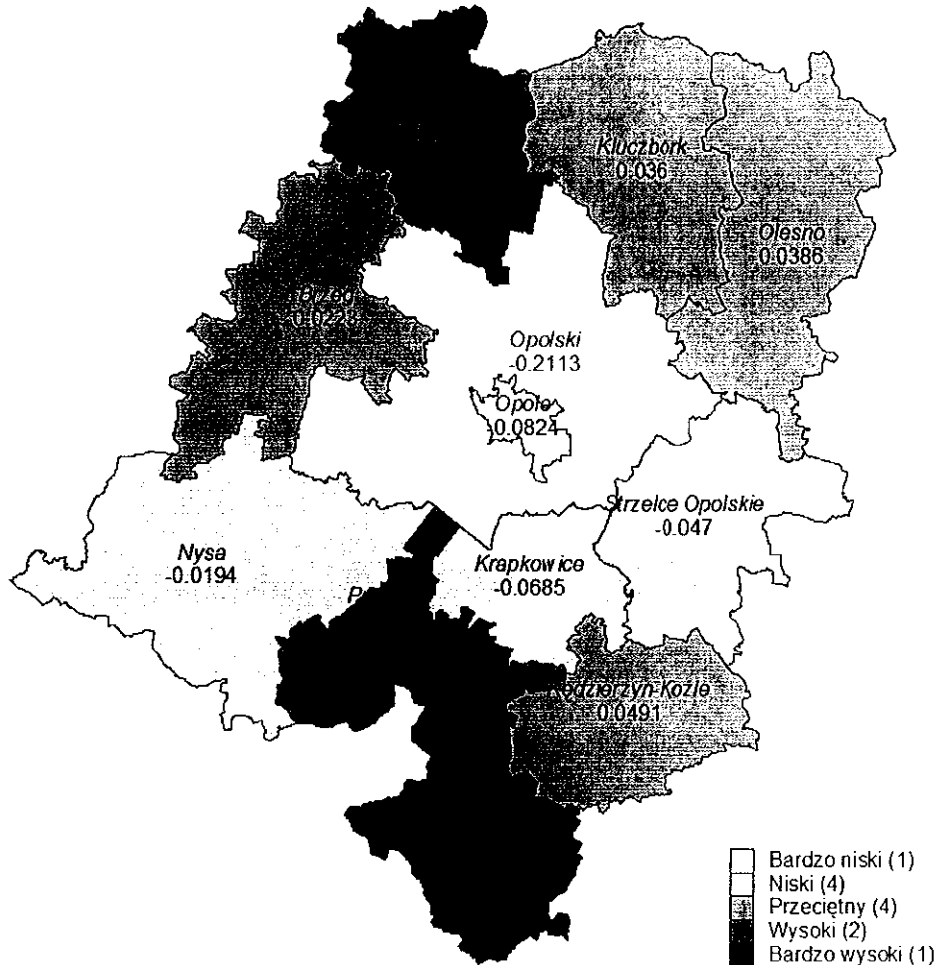 Kluczbork
0.036
Olesno
0.0386
Brzeg
Opolski
-0.2113
Opole
-0.0824
Strzelce Opolskie
-0.047
Nysa
-0.0194
Krapkowice
-0.0685
Kędzierzyn-Koźle
0.0491
Bardzo niski (1)
Niski (4)
Przeciętny (4)
Wysoki (2)
Bardzo wysoki (1)